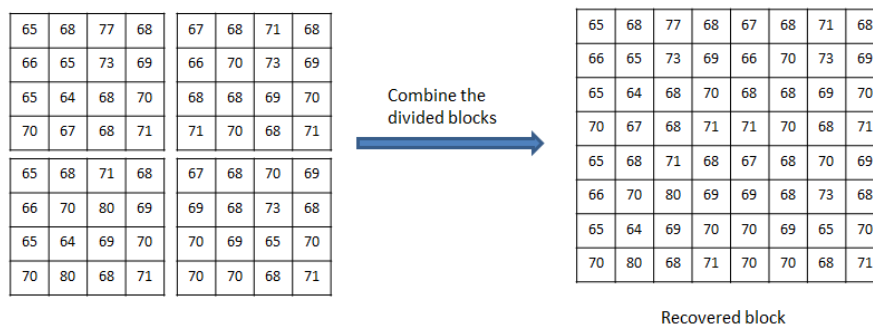 65 68 77 68
66 65 73 69
65 64 68 70
70 67 68 71
67 68 71 68
66 70 73 69
68 68 69 70
71 70 68 71
65 68 71 68
66 70 80 69
65 64 69 70
70 80 68 71
67 68 70 69
69 68 73 68
70 69 65 70
70 70 68 71
Combine the
divided blocks
65 68 77 68 67 68 71 68
66 65 73 69 66 70 73 69
65 64 68 70 68 68 69 70
70 67 68 71 71 70 68 71
65 68 71 68 67 68 70 69
66 70 80 69 69 68 73 68
65 64 69 70 70 69 65 70
70 80 68 71 70 70 68 71
Recovered block